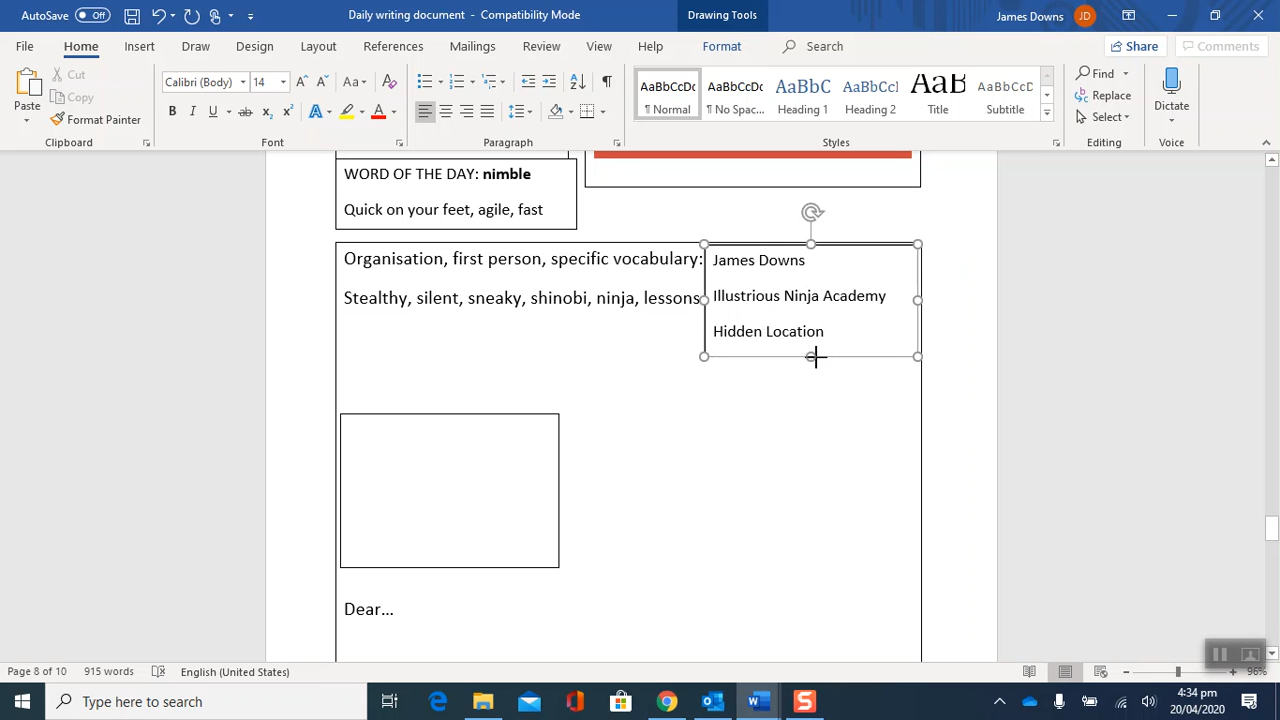 AutoSave Off
Daily writing document - Compatibility Mode
Drawing Tools
James Downs JD
File Home Insert Draw Design Layout References Mailings Review View Help Format Search Share Comments
Paste
Cut
Copy
Format Painter
Calibri (Body) 14
AaBbCcDc AaBbCcDc AaBbC AaBbCcl AaB AaBbCcD
¶ Normal ¶ No Spac... Heading 1 Heading 2 Title Subtitle
Find
Replace
Select
Dictate
Clipboard Font Paragraph Styles Editing Voice
WORD OF THE DAY: nimble
Quick on your feet, agile, fast
Organisation, first person, specific vocabulary:
Stealthy, silent, sneaky, shinobi, ninja, lessons
James Downs
Illustrious Ninja Academy
Hidden Location
Dear...
Page 8 of 10 915 words English (United States) 96%
Type here to search
4:34 pm
20/04/2020